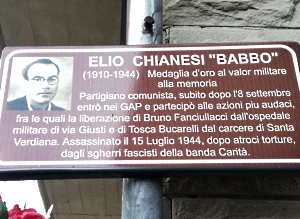 ELIO CHIANESI "BABBO"
(1910-1944) Medaglia d'oro al valor militare
alla memoria
Partigiano comunista, subito dopo l'8 settembre
entrò nei GAP e partecipò alle azioni più audaci,
fra le quali la liberazione di Bruno Fanciullacci dall'ospedale
militare di via Giusti e di Tosca Bucarelli dal carcere di Santa
Verdiana. Assassinato il 15 Luglio 1944, dopo atroci torture,
dagli sgherri fascisti della banda Carità.